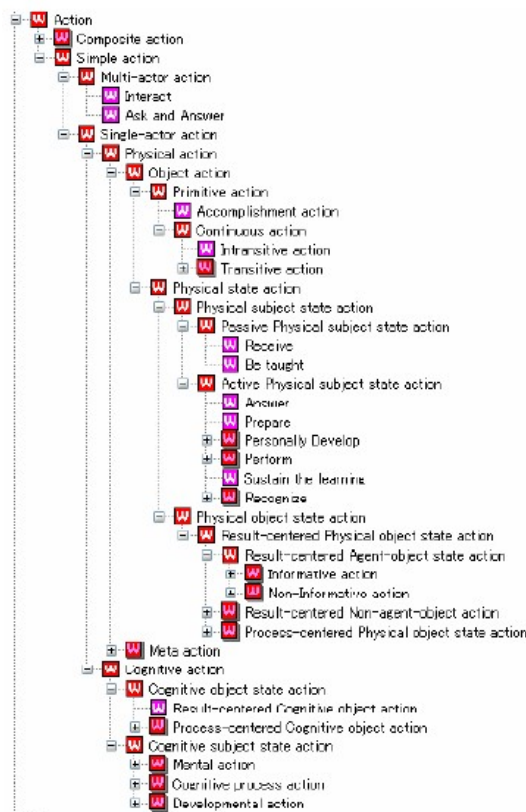 Action
Composite action
Simple action
Multi-actor action
Interact
Ask and Answer
Single-actor action
Physical action
Object action
Primitive action
Accomplishment action
Continuous action
Intransitive action
Transitive action
Physical state action
Physical subject state action
Passive Physical subject state action
Receive
Be taught
Active Physical subject state action
Answer
Prepare
Personally Develop
Perform
Sustain the learning
Recognize
Physical object state action
Result-centered Physical object state action
Result-centered Agent-object state action
Informative action
Non-Informative action
Result-centered Non-agent-object action
Process-centered Physical object state action
Meta action
Cognitive action
Cognitive object state action
Result-centered Cognitive object action
Process-centered Cognitive object action
Cognitive subject state action
Mental action
Cognitive process action
Developmental action